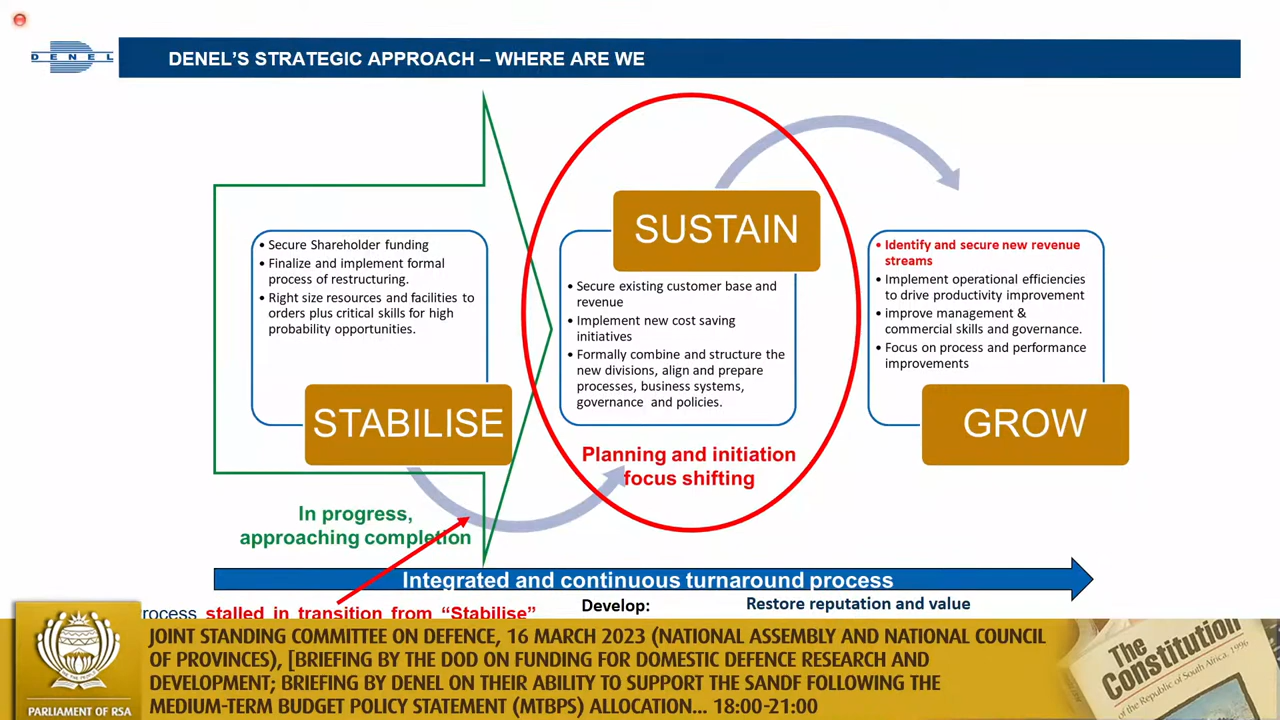 DENEL
DENEL'S STRATEGIC APPROACH – WHERE ARE WE
• Secure Shareholder funding
• Finalize and implement formal
process of restructuring.
• Right size resources and facilities to
orders plus critical skills for high
probability opportunities.
STABILISE
In progress,
approaching completion
SUSTAIN
• Secure existing customer base and
revenue
• Implement new cost saving
initiatives
• Formally combine and structure the
new divisions, align and prepare
processes, business systems,
governance and policies.
Planning and initiation
focus shifting
• Identify and secure new revenue
streams
• Implement operational efficiencies
to drive productivity improvement
• improve management &
commercial skills and governance.
• Focus on process and performance
improvements
GROW
Integrated and continuous turnaround process
stalled in transition from “Stabilise”
Develop:
Restore reputation and value
PARLIAMENT OF RSA
JOINT STANDING COMMITTEE ON DEFENCE, 16 MARCH 2023 (NATIONAL ASSEMBLY AND NATIONAL COUNCIL
OF PROVINCES), [BRIEFING BY THE DOD ON FUNDING FOR DOMESTIC DEFENCE RESEARCH AND
DEVELOPMENT; BRIEFING BY DENEL ON THEIR ABILITY TO SUPPORT THE SANDF FOLLOWING THE
MEDIUM-TERM BUDGET POLICY STATEMENT (MTBPS) ALLOCATION... 18:00-21:00
The
Constitution
of the Republic of South Africa, 1996